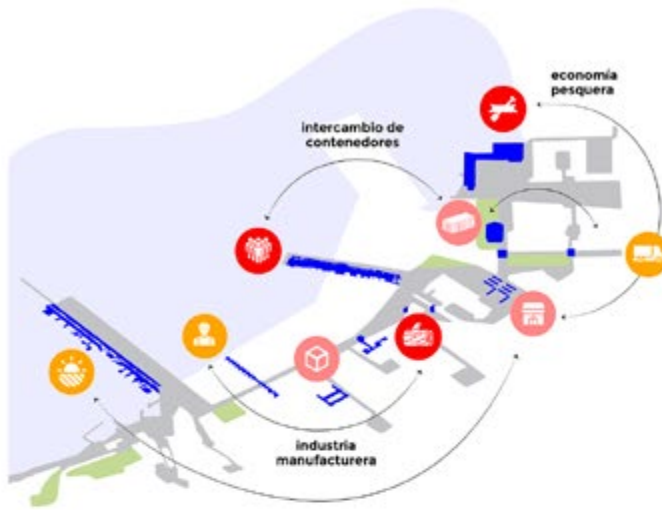 economía
pesquera
intercambio de
contenedores
industria
manufacturera